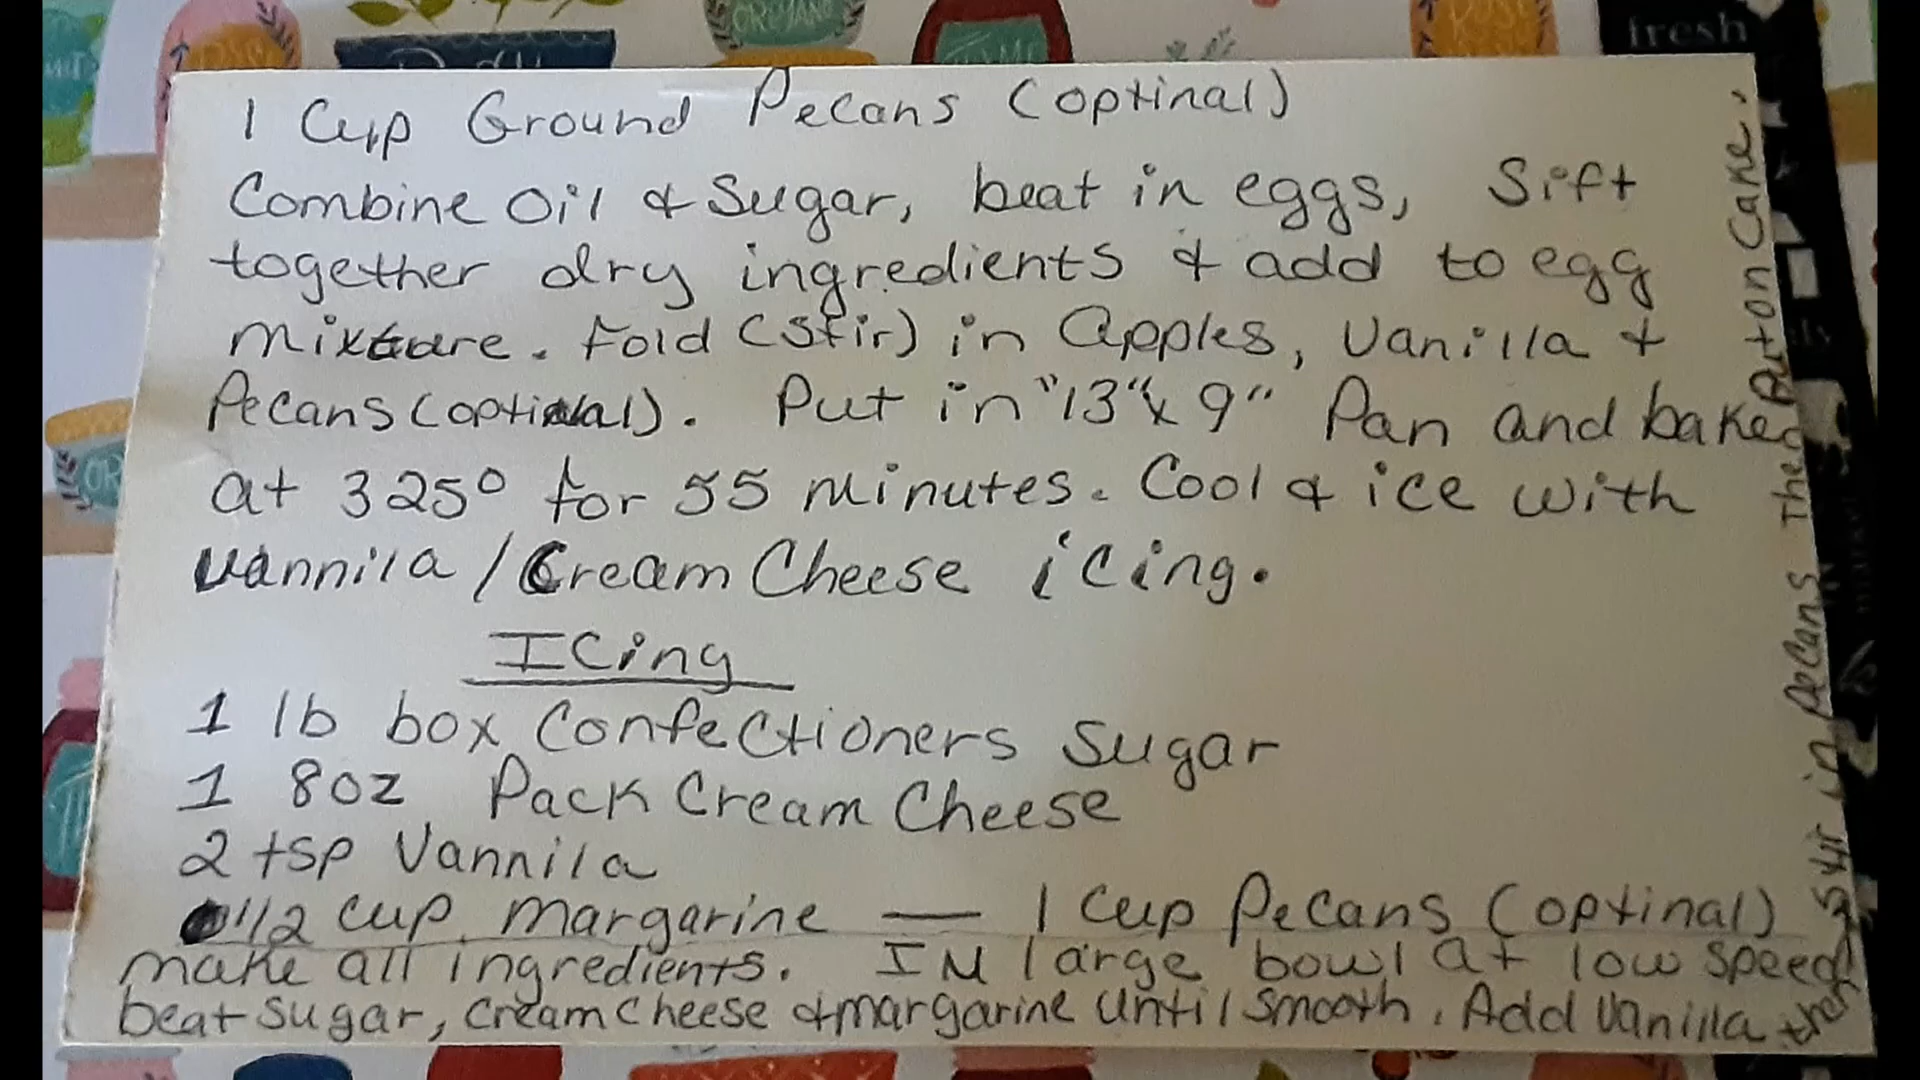 1 Cup Ground Pecans (optinal)
Combine Oil & Sugar, beat in eggs, Sift
together dry ingredients & add to egg
mixture. Fold (stir) in Apples, Vanilla &
Pecans (optinal). Put in "13"x 9" Pan and bake
at 325° for 55 minutes. Cool & ice with
Vannila / Cream Cheese icing.
Icing
1 lb box Confectioners Sugar
1 8oz Pack Cream Cheese
2 tsp Vannila
1/2 cup margarine — 1 Cup Pecans (optinal)
make all ingredients. IN large bowl at low speed
beat sugar, cream cheese & margarine until smooth. Add Vanilla then
Stir in pecans Then Put on Cake.
fresh